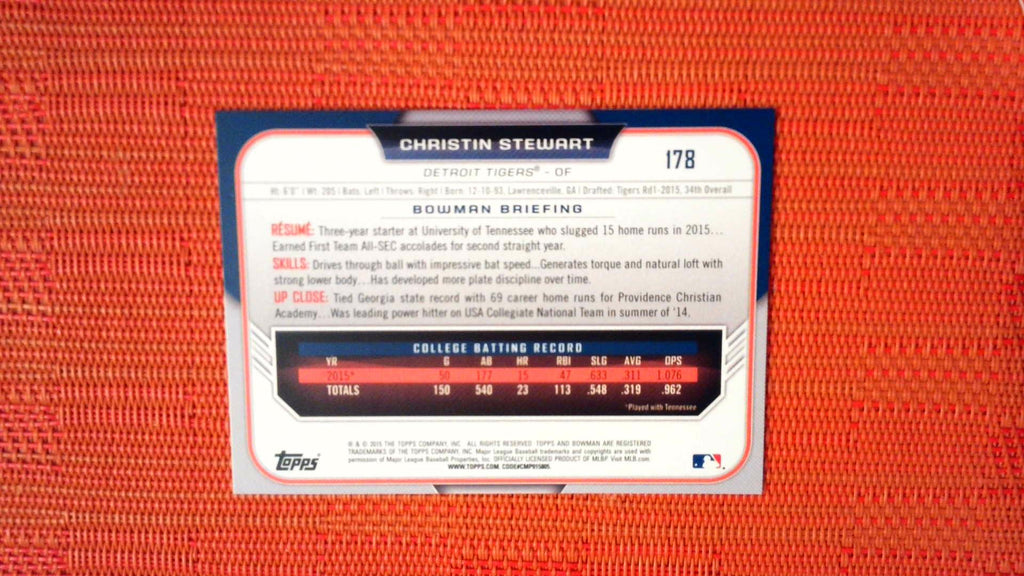 CHRISTIN STEWART
178
DETROIT TIGERS® - OF
Ht: 6'0" | Wt: 205 | Bats: Left | Throws: Right | Born: 12-10-93, Lawrenceville, GA | Drafted: Tigers Rd1-2015, 34th Overall
BOWMAN BRIEFING
RÉSUMÉ: Three-year starter at University of Tennessee who slugged 15 home runs in 2015...
Earned First Team All-SEC accolades for second straight year.
SKILLS: Drives through ball with impressive bat speed...Generates torque and natural loft with
strong lower body...Has developed more plate discipline over time.
UP CLOSE: Tied Georgia state record with 69 career home runs for Providence Christian
Academy...Was leading power hitter on USA Collegiate National Team in summer of '14.
COLLEGE BATTING RECORD
YR G AB HR RBI SLG AVG OPS
2015* 50 177 15 47 .633 .311 1.076
TOTALS 150 540 23 113 .548 .319 .962
*Played with Tennessee
® & © 2015 THE TOPPS COMPANY, INC. ALL RIGHTS RESERVED. TOPPS AND BOWMAN ARE REGISTERED
TRADEMARKS OF THE TOPPS COMPANY, INC. Major League Baseball trademarks and copyrights are used with
permission of Major League Baseball Properties, Inc. OFFICIALLY LICENSED PRODUCT OF MLBP Visit MLB.com
WWW.TOPPS.COM. CODE#CMP915805
topps®